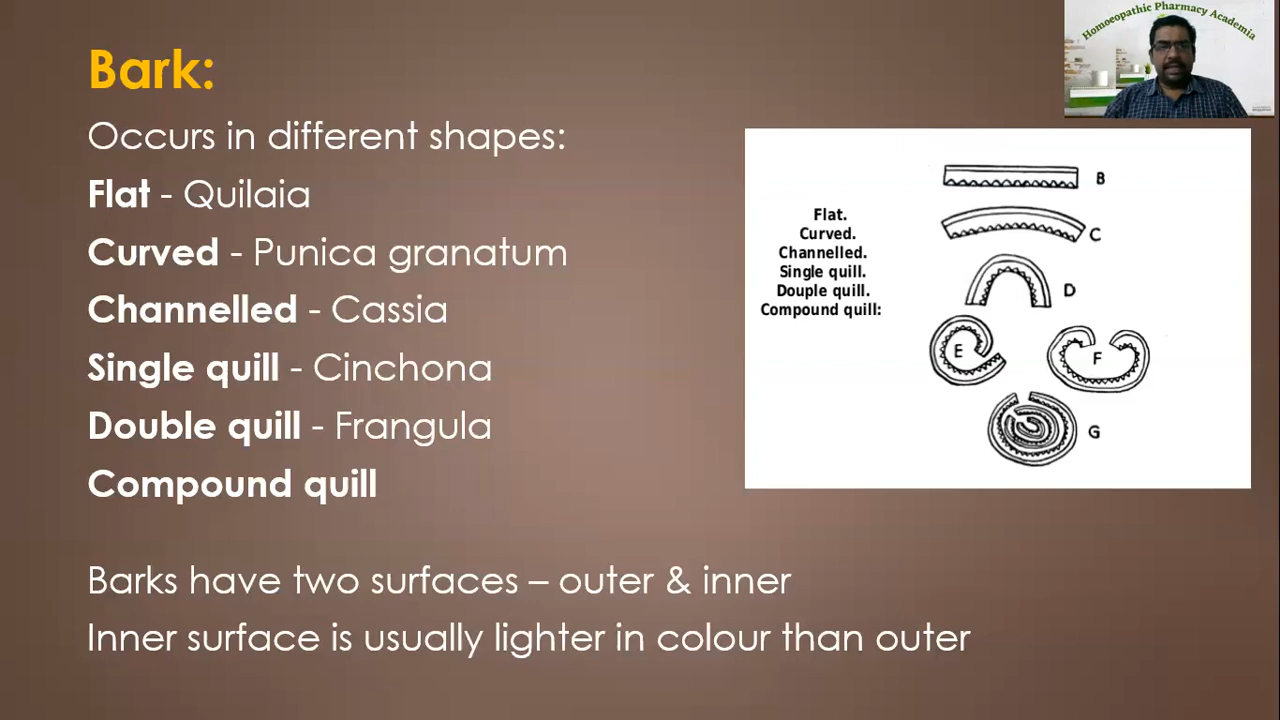 Homoeopathic Pharmacy Academia
Bark:
Occurs in different shapes:
Flat - Quilaia
Curved - Punica granatum
Channelled - Cassia
Single quill - Cinchona
Double quill - Frangula
Compound quill
Barks have two surfaces – outer & inner
Inner surface is usually lighter in colour than outer
Flat.
Curved.
Channelled.
Single quill.
Douple quill.
Compound quill:
B
C
D
E
F
G